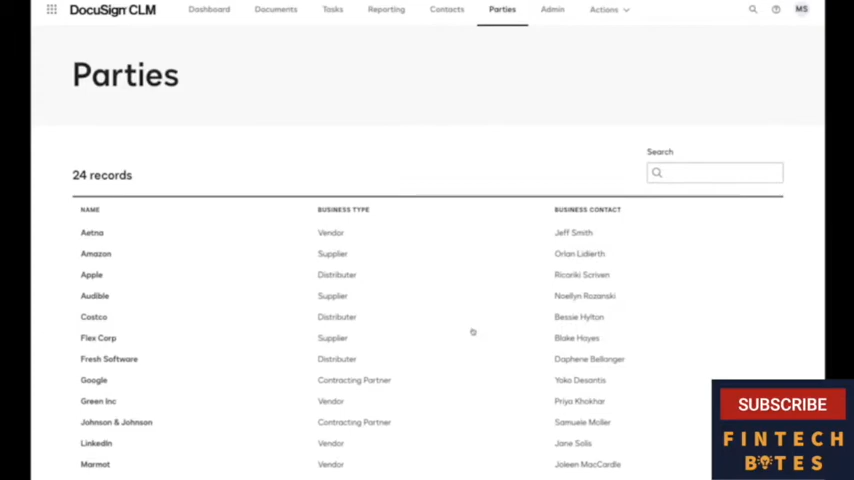 DocuSign CLM Dashboard Documents Tasks Reporting Contacts Parties Admin Actions MS
Parties
Search
24 records
NAME BUSINESS TYPE BUSINESS CONTACT
Aetna Vendor Jeff Smith
Amazon Supplier Orlan Lidierth
Apple Distributer Ricariki Scriven
Audible Supplier Noellyn Rozanski
Costco Distributer Bessie Hylton
Flex Corp Supplier Blake Hayes
Fresh Software Distributer Daphene Bellanger
Google Contracting Partner Yoko Desantis
Green Inc Vendor Priya Khokhar
Johnson & Johnson Contracting Partner Samuele Moller
LinkedIn Vendor Jane Solis
Marmot Vendor Joleen MacCardle
SUBSCRIBE
FINTECH
BYTES